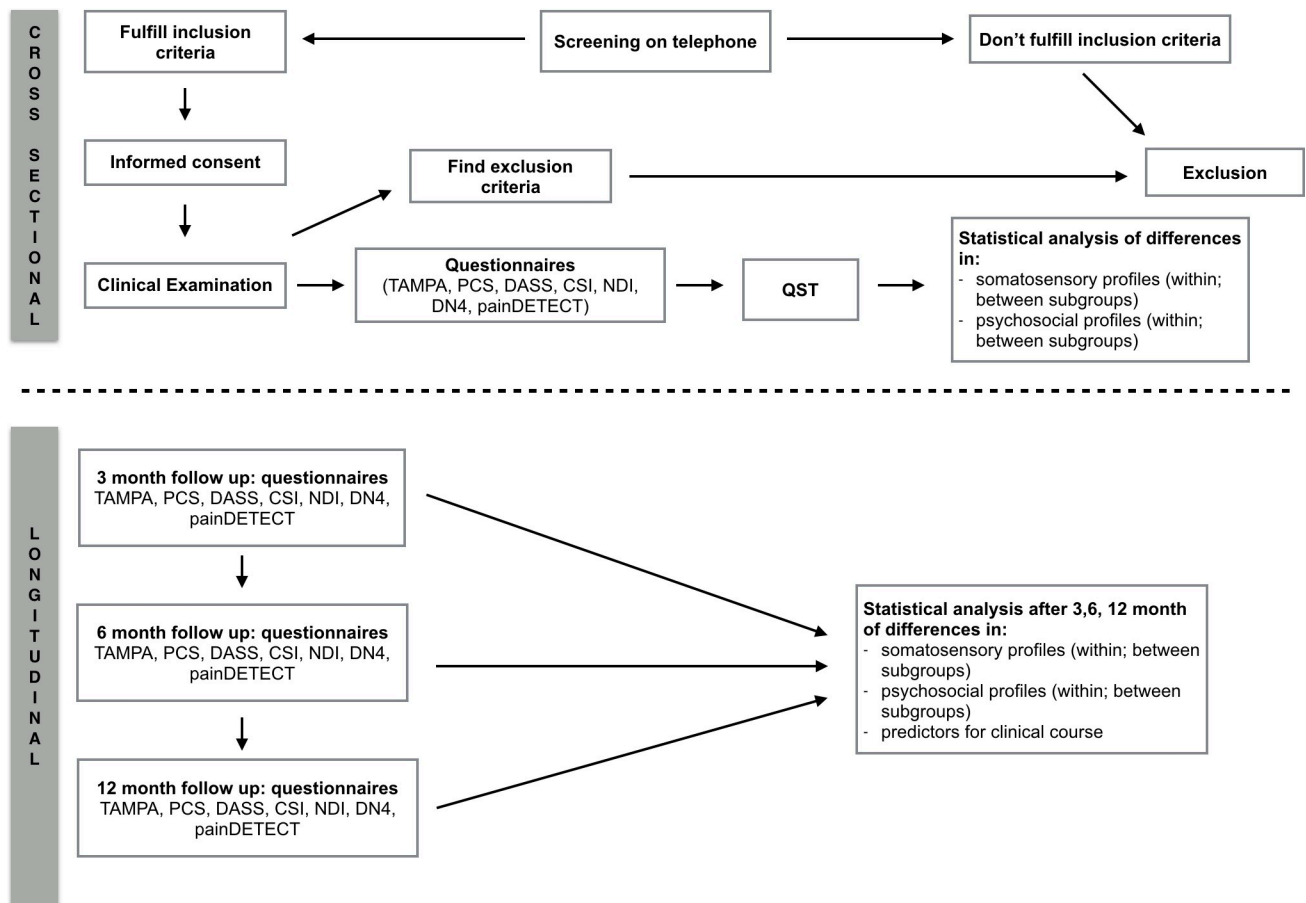 CROSS SECTIONAL
Fulfill inclusion
criteria
Screening on telephone
Don’t fulfill inclusion criteria
Informed consent
Find exclusion
criteria
Exclusion
Clinical Examination
Questionnaires
(TAMPA, PCS, DASS, CSI, NDI,
DN4, painDETECT)
QST
Statistical analysis of differences
in:
- somatosensory profiles (within;
between subgroups)
- psychosocial profiles (within;
between subgroups)
LONGITUDINAL
3 month follow up: questionnaires
TAMPA, PCS, DASS, CSI, NDI, DN4,
painDETECT
6 month follow up: questionnaires
TAMPA, PCS, DASS, CSI, NDI, DN4,
painDETECT
12 month follow up: questionnaires
TAMPA, PCS, DASS, CSI, NDI, DN4,
painDETECT
Statistical analysis after 3,6, 12 month
of differences in:
- somatosensory profiles (within; between
subgroups)
- psychosocial profiles (within; between
subgroups)
- predictors for clinical course